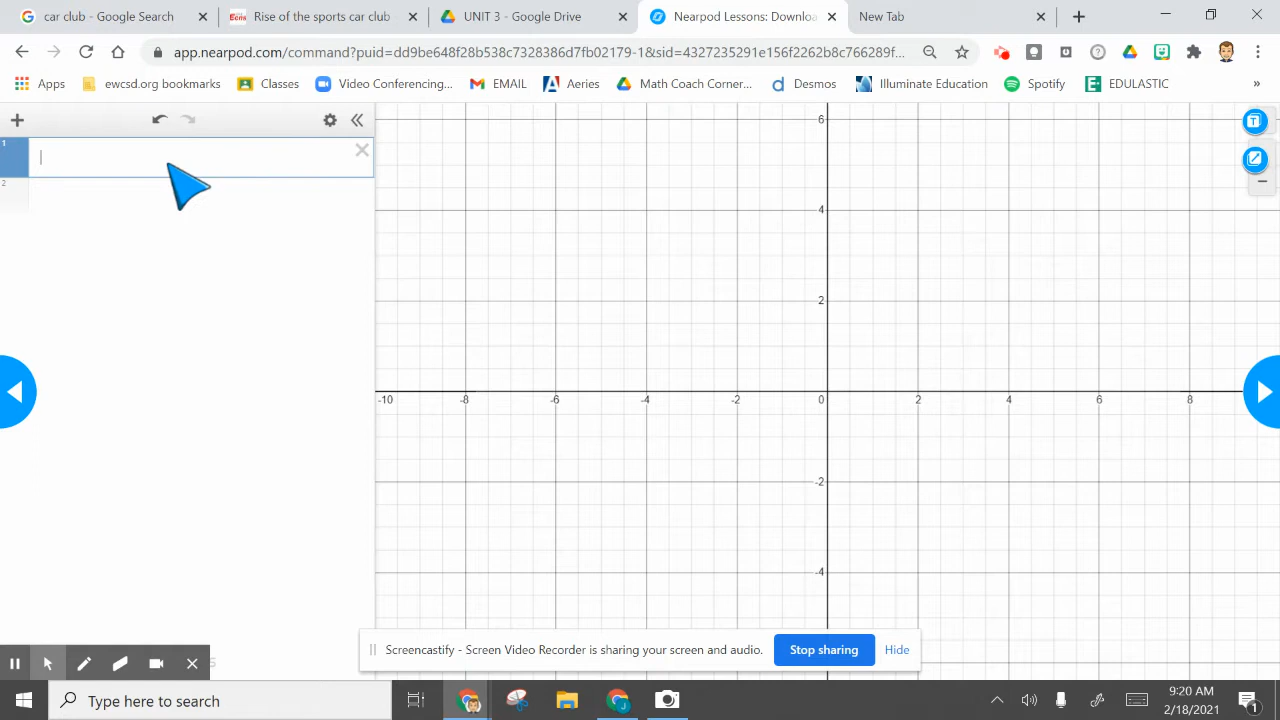 car club - Google Search
Rise of the sports car club
UNIT 3 - Google Drive
Nearpod Lessons: Downloa
New Tab
app.nearpod.com/command?puid=dd9be648f28b538c7328386d7fb02179-1&sid=4327235291e156f2262b8c766289f...
Apps
ewcsd.org bookmarks
Classes
Video Conferencing...
EMAIL
Aeries
Math Coach Corner...
Desmos
Illuminate Education
Spotify
EDULASTIC
»
1
2
6
4
2
-10
-8
-6
-4
-2
0
2
4
6
8
-2
-4
Screencastify - Screen Video Recorder is sharing your screen and audio.
Stop sharing
Hide
Type here to search
9:20 AM
2/18/2021
1